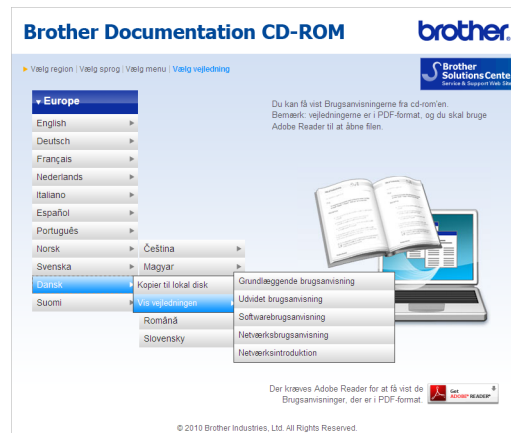 Brother Documentation CD-ROM
brother.
Vælg region | Vælg sprog | Vælg menu | Vælg vejledning
Brother
Solutions Center
Service & Support Web Site
Europe
Du kan få vist Brugsanvisningerne fra cd-rom'en.
Bemærk: vejledningerne er i PDF-format, og du skal bruge
Adobe Reader til at åbne filen.
English
Deutsch
Français
Nederlands
Italiano
Español
Português
Norsk
Čeština
Svenska
Magyar
Dansk
Kopier til lokal disk
Grundlæggende brugsanvisning
Suomi
Vis vejledningen
Udvidet brugsanvisning
Română
Softwarebrugsanvisning
Slovensky
Netværksbrugsanvisning
Netværksintroduktion
Der kræves Adobe Reader for at få vist de
Brugsanvisninger, der er i PDF-format.
Get
ADOBE® READER®
© 2010 Brother Industries, Ltd. All Rights Reserved.